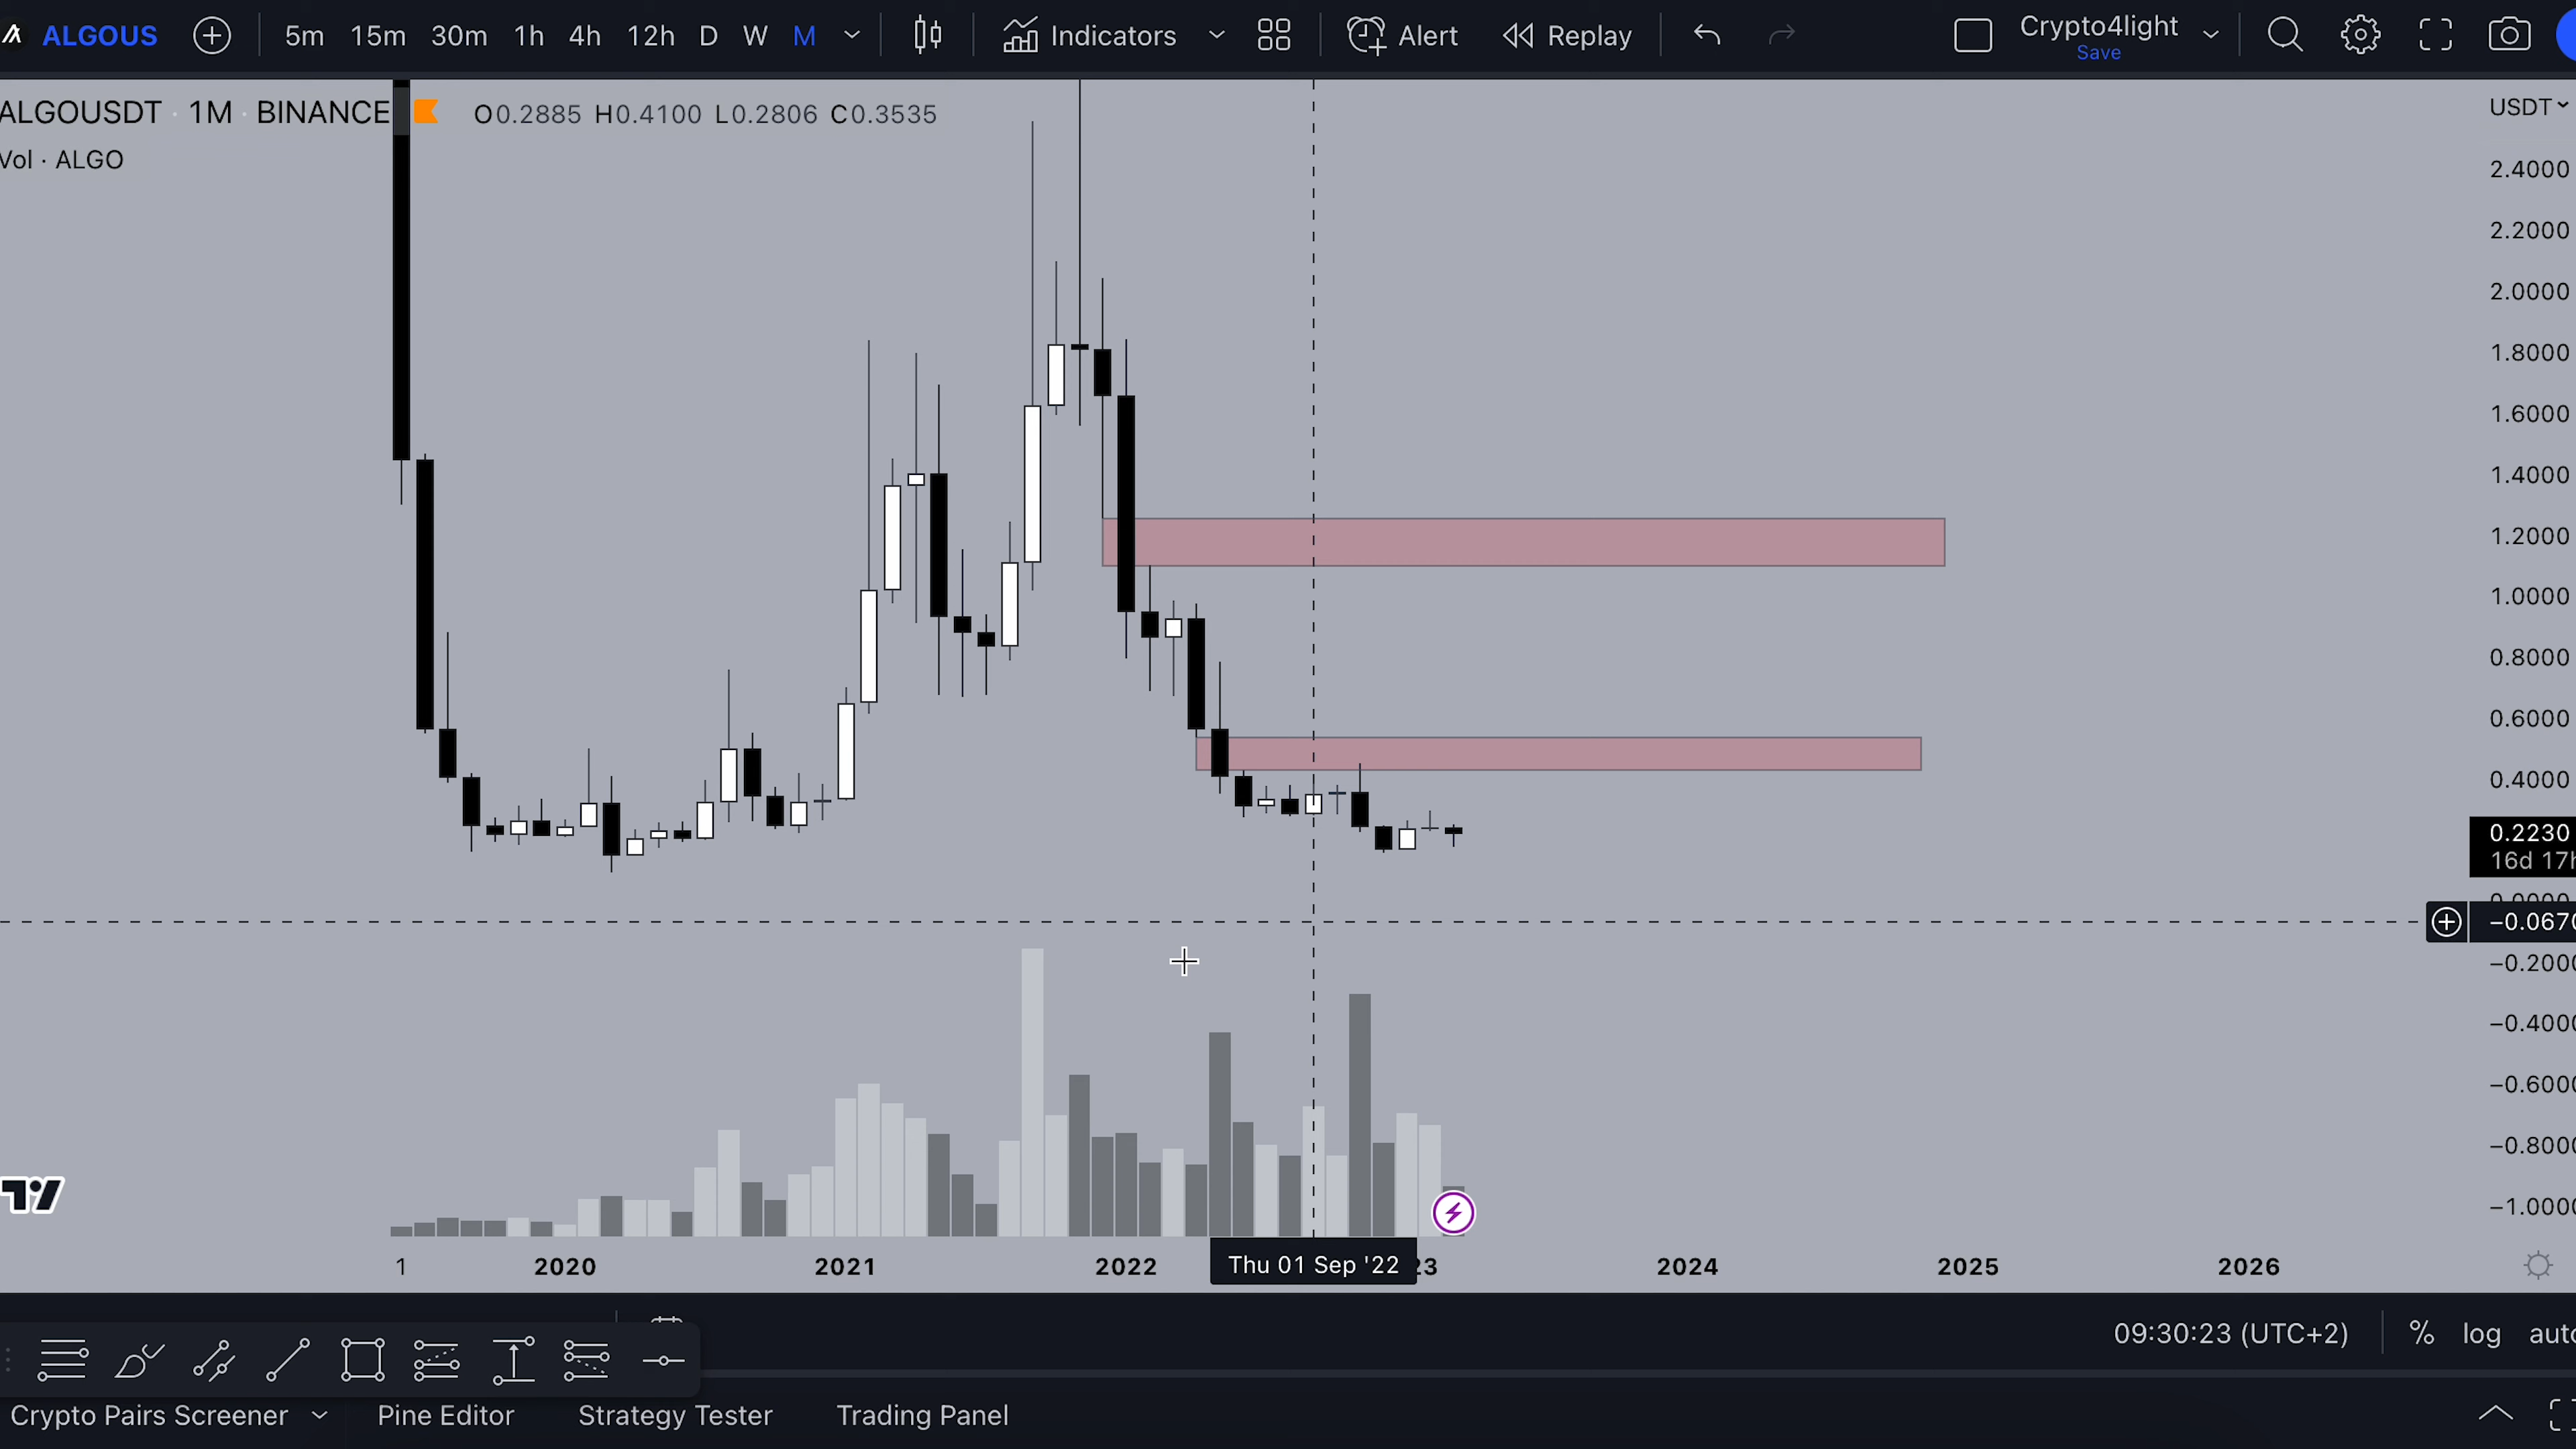 ALGOUS 5m 15m 30m 1h 4h 12h D W M Indicators Alert Replay Crypto4light
Save
ALGOUSDT · 1M · BINANCE O0.2885 H0.4100 L0.2806 C0.3535
Vol · ALGO
USDT
2.4000
2.2000
2.0000
1.8000
1.6000
1.4000
1.2000
1.0000
0.8000
0.6000
0.4000
0.2230
16d 17h
−0.0670
−0.2000
−0.4000
−0.6000
−0.8000
−1.0000
1 2020 2021 2022 Thu 01 Sep '22 23 2024 2025 2026
09:30:23 (UTC+2) % log auto
Crypto Pairs Screener Pine Editor Strategy Tester Trading Panel